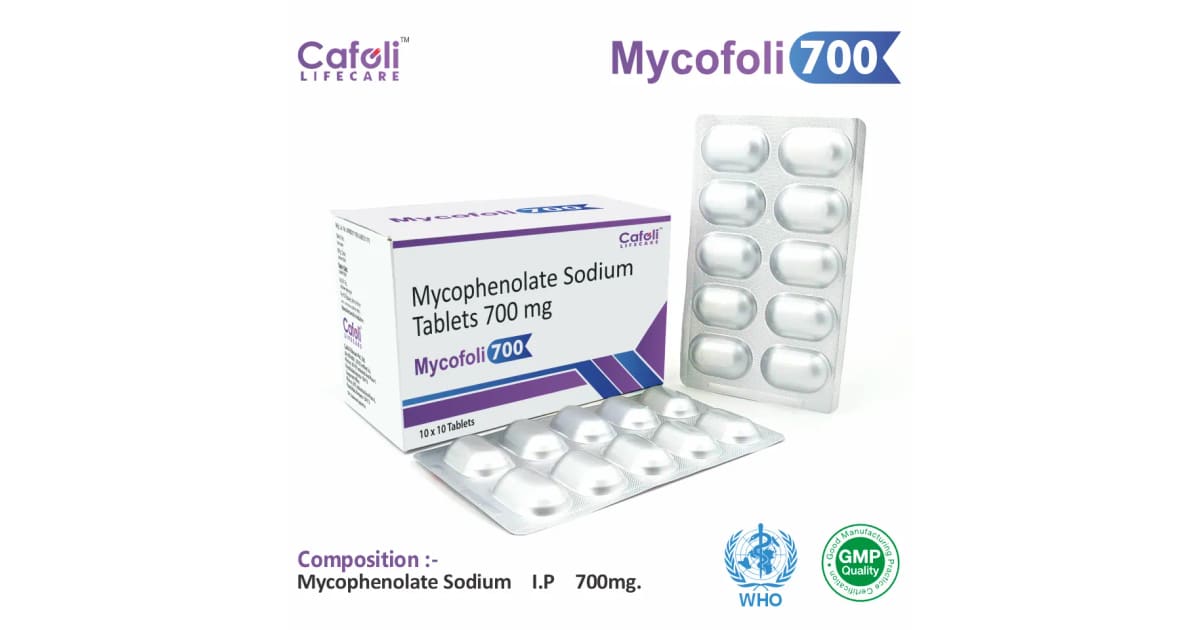 Cafoli™
LIFECARE
Mycofoli 700
Mycofoli 700
Cafoli
LIFECARE
Mycophenolate Sodium
Tablets 700 mg
Mycofoli 700
10 x 10 Tablets
Cafoli
LIFECARE
Composition :-
Mycophenolate Sodium I.P 700mg.
WHO
Good Manufacturing
Practice Certification
GMP
Quality